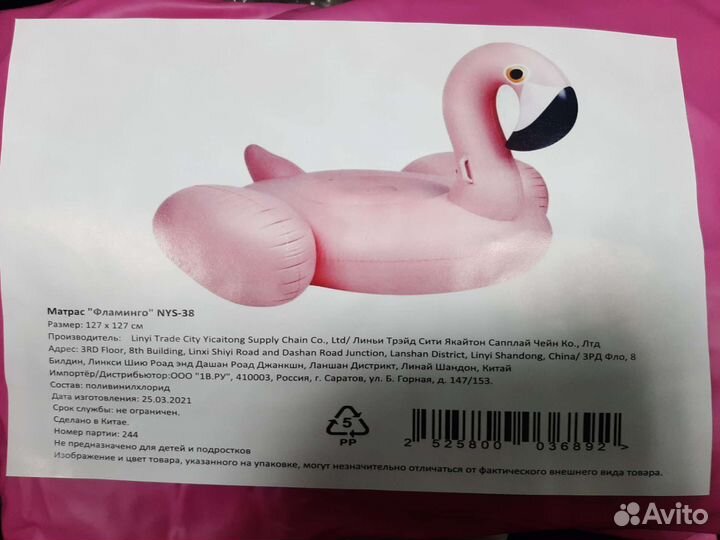 Матрас "Фламинго" NYS-38
Размер: 127 х 127 см
Производитель: Linyi Trade City Yicaitong Supply Chain Co., Ltd/ Линьи Трэйд Сити Якайтон Сапплай Чейн Ко., Лтд
Адрес: 3RD Floor, 8th Building, Linxi Shiyi Road and Dashan Road Junction, Lanshan District, Linyi Shandong, China/ 3РД Фло, 8
Билдин, Линкси Шию Роад энд Дашан Роад Джанкшн, Ланшан Дистрикт, Линай Шандон, Китай
Импортёр/Дистрибьютор:ООО "1В.РУ", 410003, Россия, г. Саратов, ул. Б. Горная, д. 147/153.
Состав: поливинилхлорид
Дата изготовления: 25.03.2021
Срок службы: не ограничен.
Сделано в Китае.
Номер партии: 244
Не предназначено для детей и подростков
Изображение и цвет товара, указанного на упаковке, могут незначительно отличаться от фактического внешнего вида товара.
5
PP
2 525800 036892 >
Avito